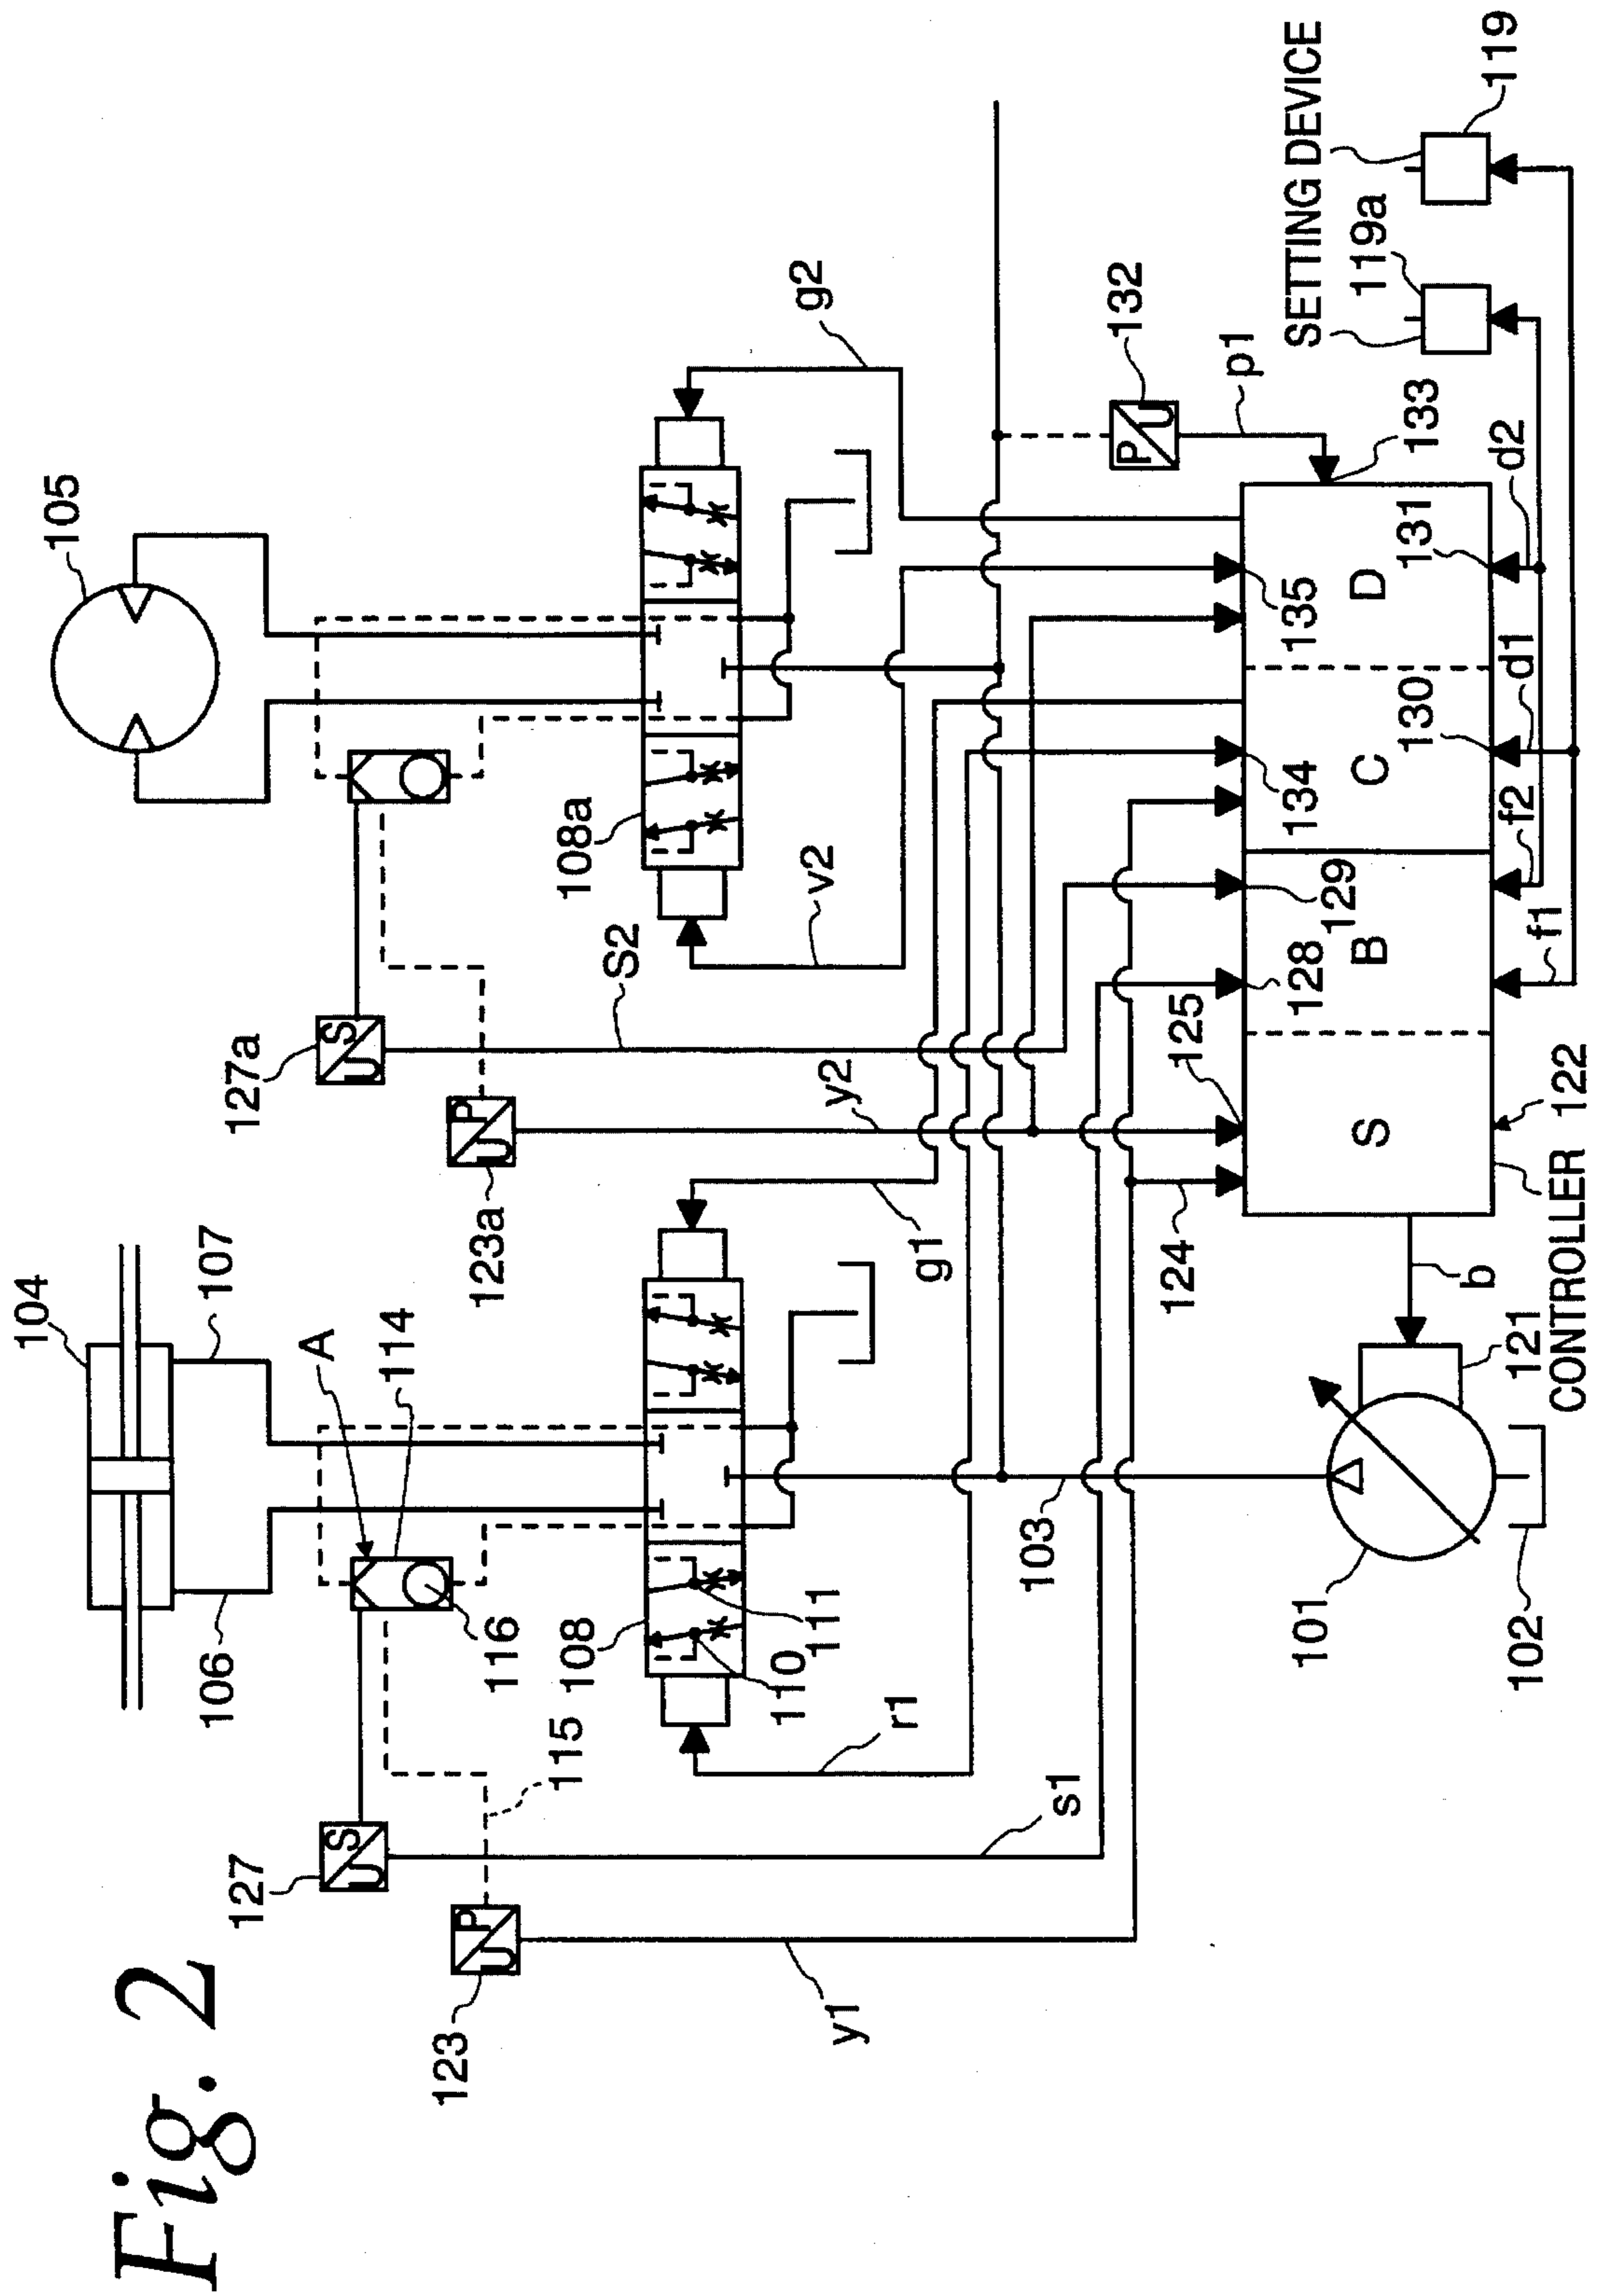 Fig. 2
104
107
106
A
114
116
127
S
U
115
123
P
U
y1
108
110
111
r1
s1
g1
103
101
102
121
b
124
105
127a
S
U
123a
P
U
S2
y2
108a
v2
g2
132
P
U
p1
133
125
128
129
134
135
130
131
S
B
C
D
f1
f2
d1
d2
CONTROLLER
122
SETTING DEVICE
119a
119